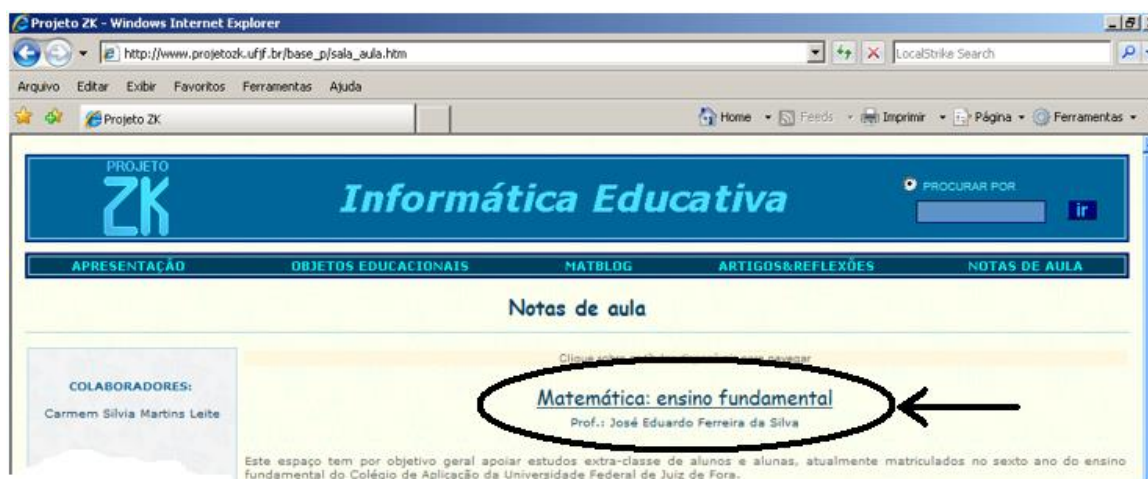 Projeto ZK - Windows Internet Explorer
http://www.projetozk.ufjf.br/base_p/sala_aula.htm
LocalStrike Search
Arquivo Editar Exibir Favoritos Ferramentas Ajuda
Projeto ZK
Home Feeds Imprimir Página Ferramentas
PROJETO
ZK
Informática Educativa
PROCURAR POR
ir
APRESENTAÇÃO OBJETOS EDUCACIONAIS MATBLOG ARTIGOS&REFLEXÕES NOTAS DE AULA
Notas de aula
Clique sobre para navegar
COLABORADORES:
Carmem Silvia Martins Leite
Matemática: ensino fundamental
Prof.: José Eduardo Ferreira da Silva
Este espaço tem por objetivo geral apoiar estudos extra-classe de alunos e alunas, atualmente matriculados no sexto ano do ensino
fundamental do Colégio de Aplicação da Universidade Federal de Juiz de Fora.